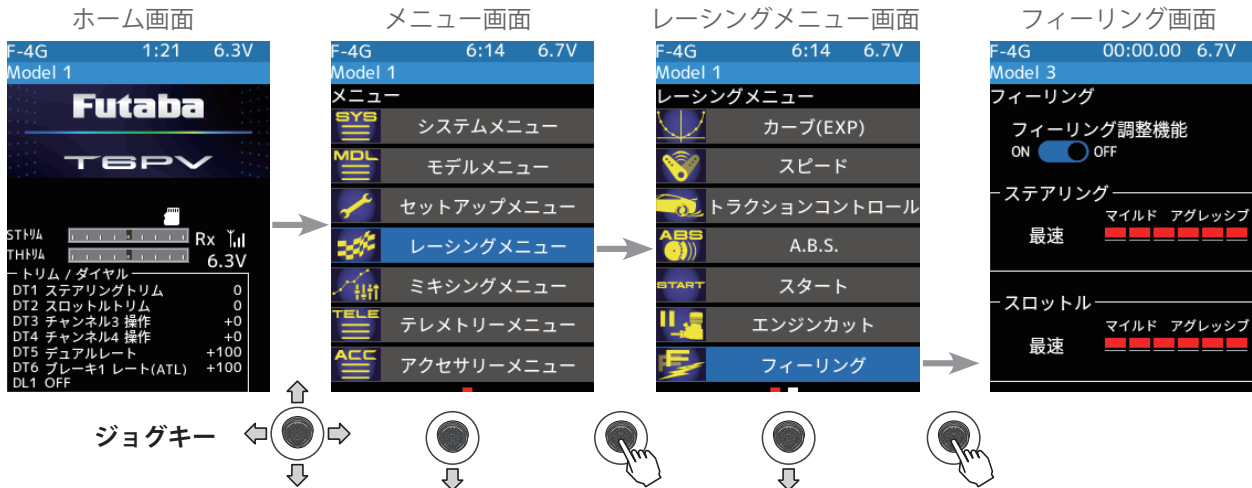 ホーム画面
F-4G 1:21 6.3V
Model 1
Futaba
T6PV
STﾄﾘﾑ
Rx
THﾄﾘﾑ
6.3V
トリム / ダイヤル
DT1 ステアリングトリム 0
DT2 スロットルトリム 0
DT3 チャンネル3 操作 +0
DT4 チャンネル4 操作 +0
DT5 デュアルレート +100
DT6 ブレーキ1 レート(ATL) +100
DL1 OFF
メニュー画面
F-4G 6:14 6.7V
Model 1
メニュー
SYS システムメニュー
MDL モデルメニュー
セットアップメニュー
レーシングメニュー
ミキシングメニュー
TELE テレメトリーメニュー
ACC アクセサリーメニュー
レーシングメニュー画面
F-4G 6:14 6.7V
Model 1
レーシングメニュー
カーブ(EXP)
スピード
トラクションコントロール
ABS A.B.S.
START スタート
エンジンカット
F フィーリング
フィーリング画面
F-4G 00:00.00 6.7V
Model 3
フィーリング
フィーリング調整機能
ON OFF
ステアリング
マイルド アグレッシブ
最速
スロットル
マイルド アグレッシブ
最速
ジョグキー